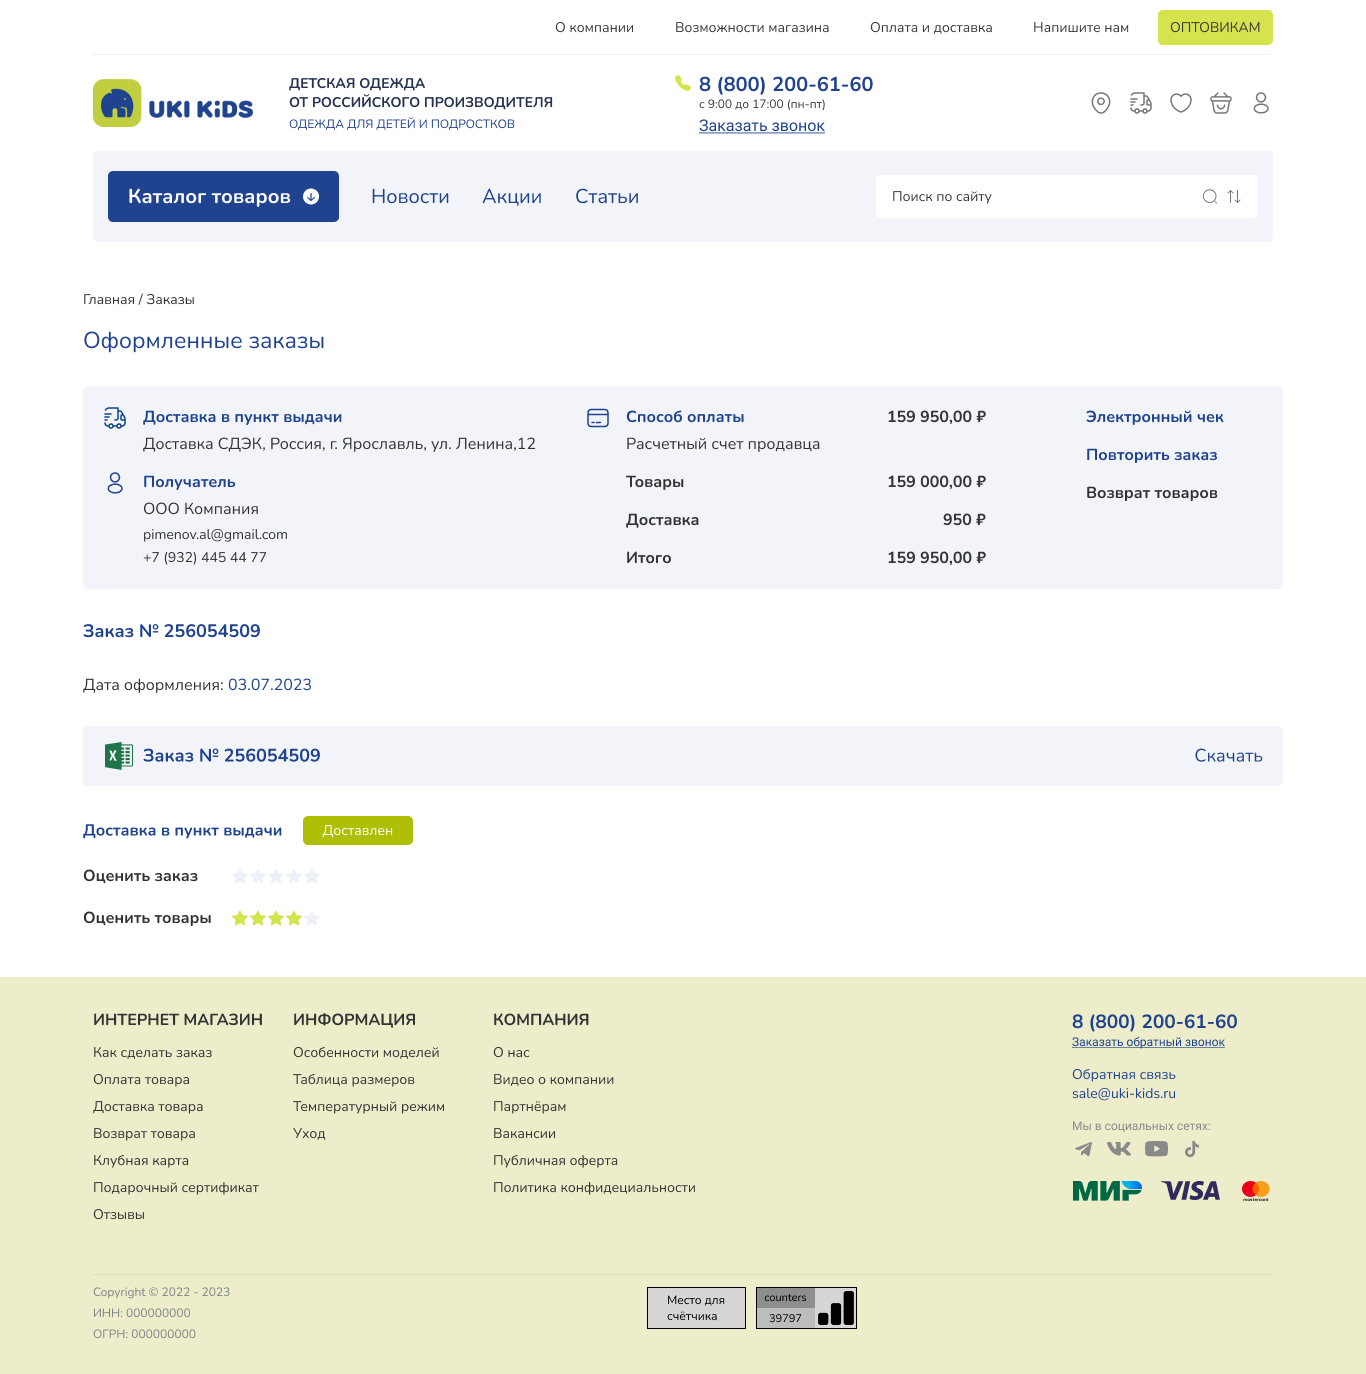 О компании
Возможности магазина
Оплата и доставка
Напишите нам
ОПТОВИКАМ
UKI KiDS
ДЕТСКАЯ ОДЕЖДА
ОТ РОССИЙСКОГО ПРОИЗВОДИТЕЛЯ
ОДЕЖДА ДЛЯ ДЕТЕЙ И ПОДРОСТКОВ
8 (800) 200-61-60
с 9:00 до 17:00 (пн-пт)
Заказать звонок
Каталог товаров
Новости
Акции
Статьи
Поиск по сайту
Главная / Заказы
Оформленные заказы
Доставка в пункт выдачи
Доставка СДЭК, Россия, г. Ярославль, ул. Ленина,12
Получатель
ООО Компания
pimenov.al@gmail.com
+7 (932) 445 44 77
Способ оплаты 159 950,00 ₽
Расчетный счет продавца
Товары 159 000,00 ₽
Доставка 950 ₽
Итого 159 950,00 ₽
Электронный чек
Повторить заказ
Возврат товаров
Заказ № 256054509
Дата оформления: 03.07.2023
X Заказ № 256054509
Скачать
Доставка в пункт выдачи
Доставлен
Оценить заказ
Оценить товары
ИНТЕРНЕТ МАГАЗИН
Как сделать заказ
Оплата товара
Доставка товара
Возврат товара
Клубная карта
Подарочный сертификат
Отзывы
ИНФОРМАЦИЯ
Особенности моделей
Таблица размеров
Температурный режим
Уход
КОМПАНИЯ
О нас
Видео о компании
Партнёрам
Вакансии
Публичная оферта
Политика конфидециальности
8 (800) 200-61-60
Заказать обратный звонок
Обратная связь
sale@uki-kids.ru
Мы в социальных сетях:
МИР
VISA
mastercard
Copyright © 2022 - 2023
ИНН: 000000000
ОГРН: 000000000
Место для
счётчика
counters
39797